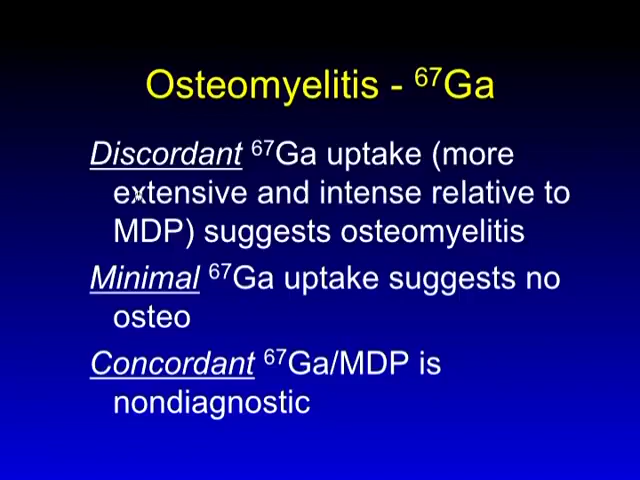 Osteomyelitis - ⁶⁷Ga
Discordant ⁶⁷Ga uptake (more
extensive and intense relative to
MDP) suggests osteomyelitis
Minimal ⁶⁷Ga uptake suggests no
osteo
Concordant ⁶⁷Ga/MDP is
nondiagnostic